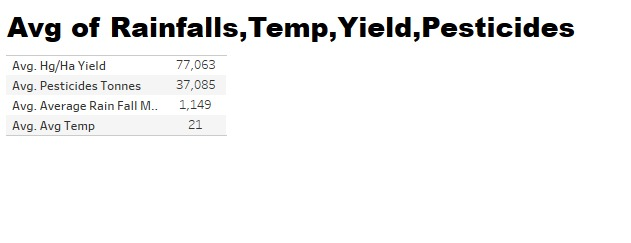 Avg of Rainfalls,Temp,Yield,Pesticides
Avg. Hg/Ha Yield 77,063
Avg. Pesticides Tonnes 37,085
Avg. Average Rain Fall M.. 1,149
Avg. Avg Temp 21